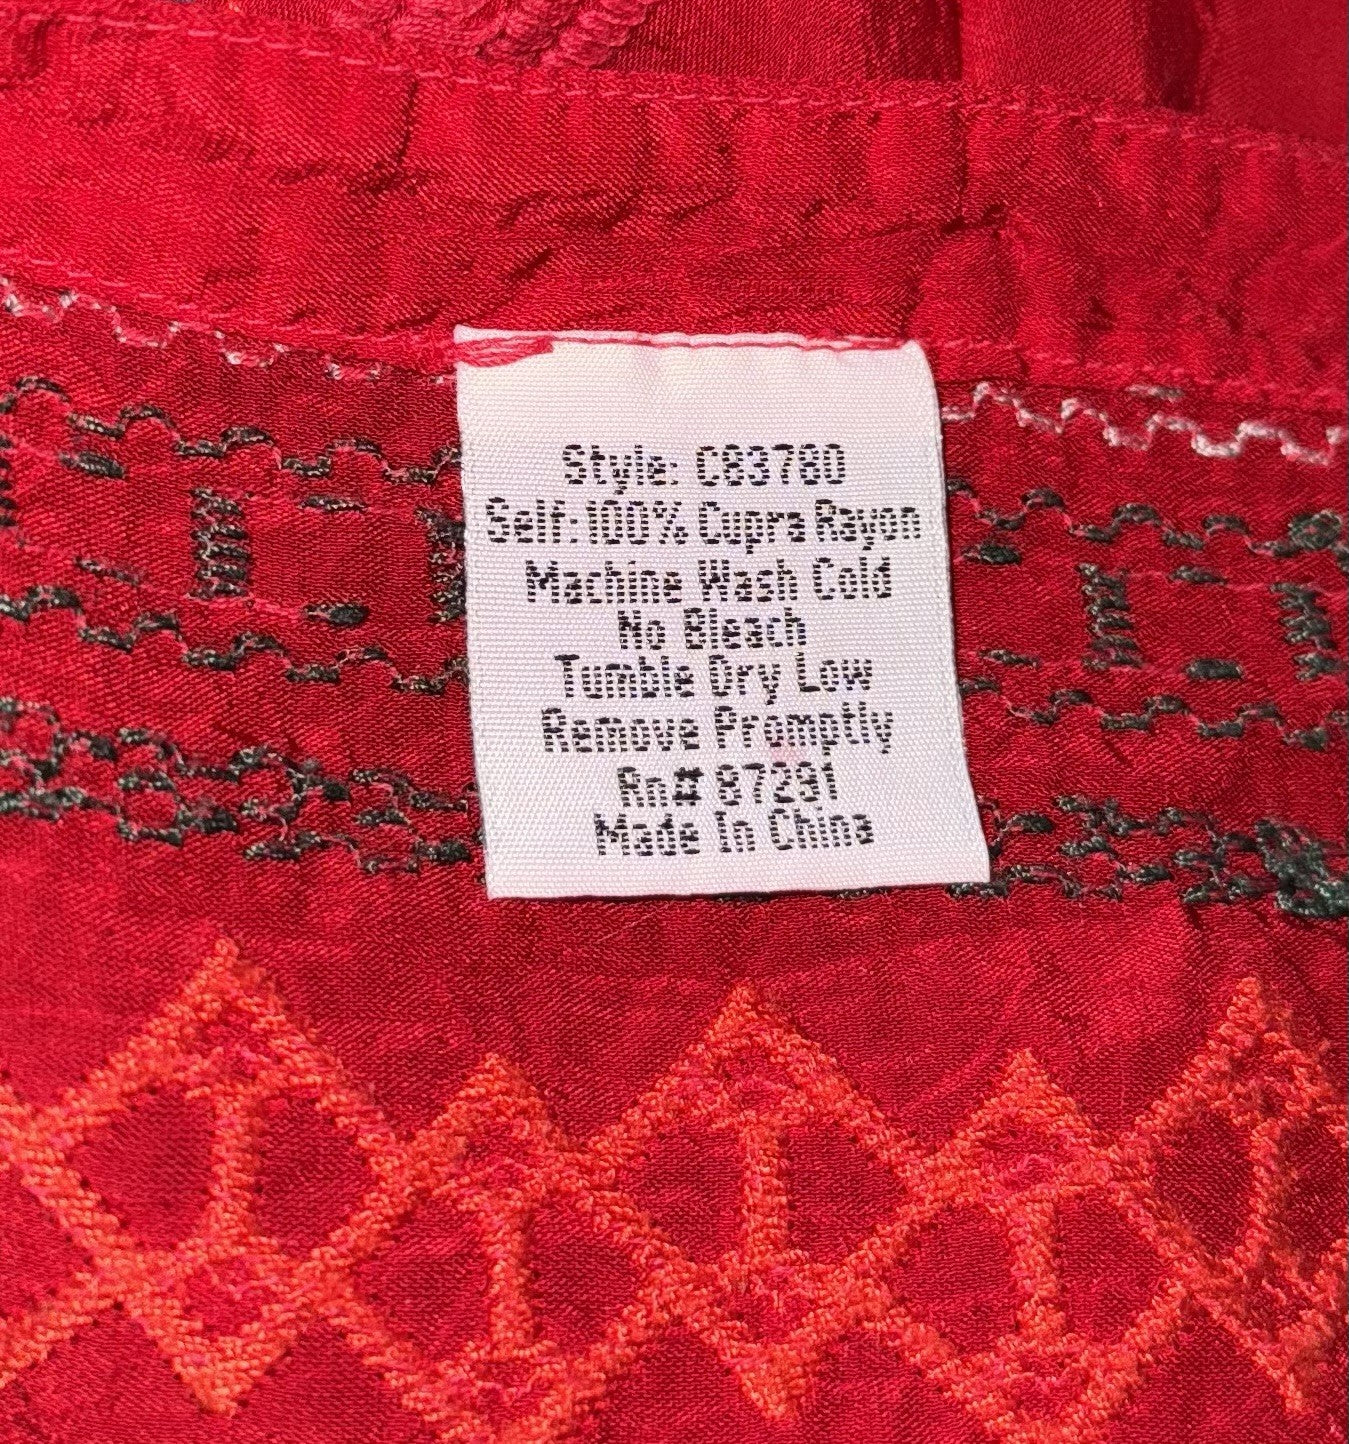 Style: C83780
Self: 100% Cupra Rayon
Machine Wash Cold
No Bleach
Tumble Dry Low
Remove Promptly
Rn# 87291
Made In China